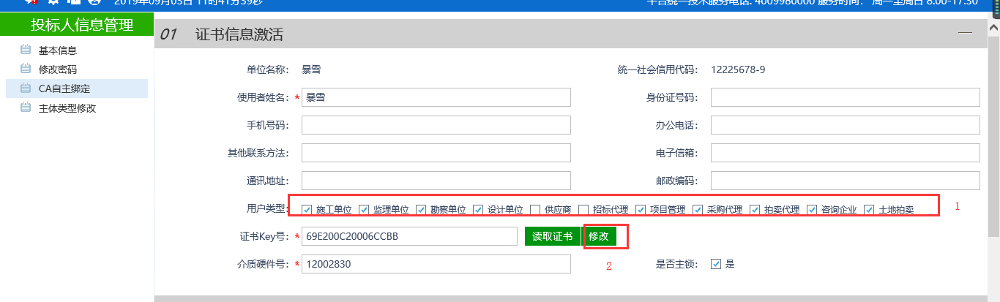 2019年09月03日 11时41分59秒
平台统一技术服务电话: 4009980000 服务时间: 周一至周日 8:00-17:30
投标人信息管理
基本信息
修改密码
CA自主绑定
主体类型修改
01 证书信息激活
单位名称: 暴雪 统一社会信用代码: 12225678-9
使用者姓名: * 暴雪 身份证号码:
手机号码: 办公电话:
其他联系方法: 电子信箱:
通讯地址: 邮政编码:
用户类型: 施工单位 监理单位 勘察单位 设计单位 供应商 招标代理 项目管理 采购代理 拍卖代理 咨询企业 土地拍卖 1
证书Key号: * 69E200C20006CCBB 读取证书 修改
2
介质硬件号: * 12002830 是否主锁: 是